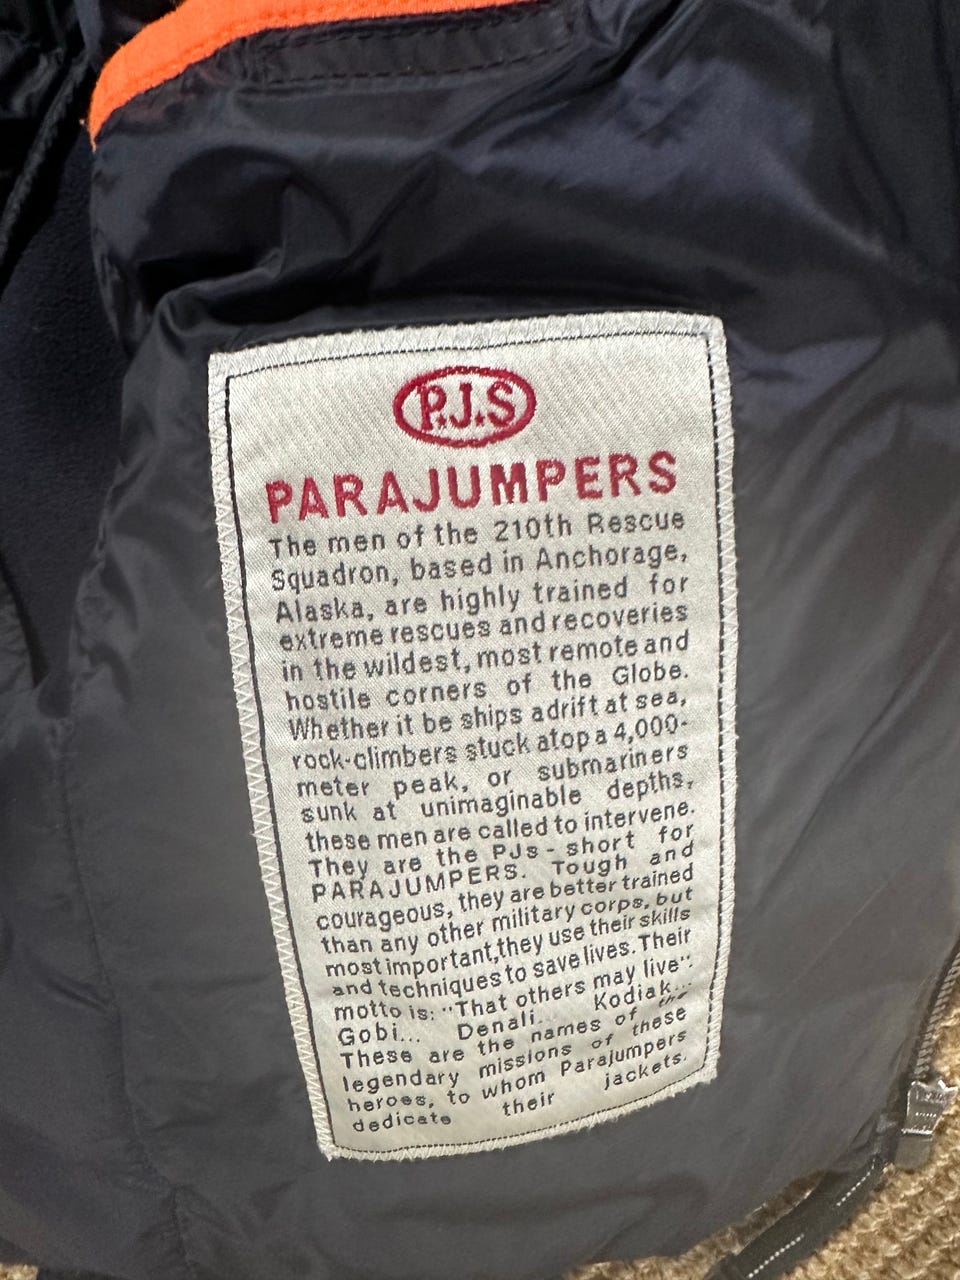 P.J.S
PARAJUMPERS
The men of the 210th Rescue
Squadron, based in Anchorage,
Alaska, are highly trained for
extreme rescues and recoveries
in the wildest, most remote and
hostile corners of the Globe.
Whether it be ships adrift at sea,
rock-climbers stuck atop a 4,000-
meter peak, or submariners
sunk at unimaginable depths,
these men are called to intervene.
They are the PJs - short for
PARAJUMPERS. Tough and
courageous, they are better trained
than any other military corps, but
most important, they use their skills
and techniques to save lives. Their
motto is: "That others may live".
Gobi... Denali... Kodiak...
These are the names of the
legendary missions of these
heroes, to whom Parajumpers
dedicate their jackets.